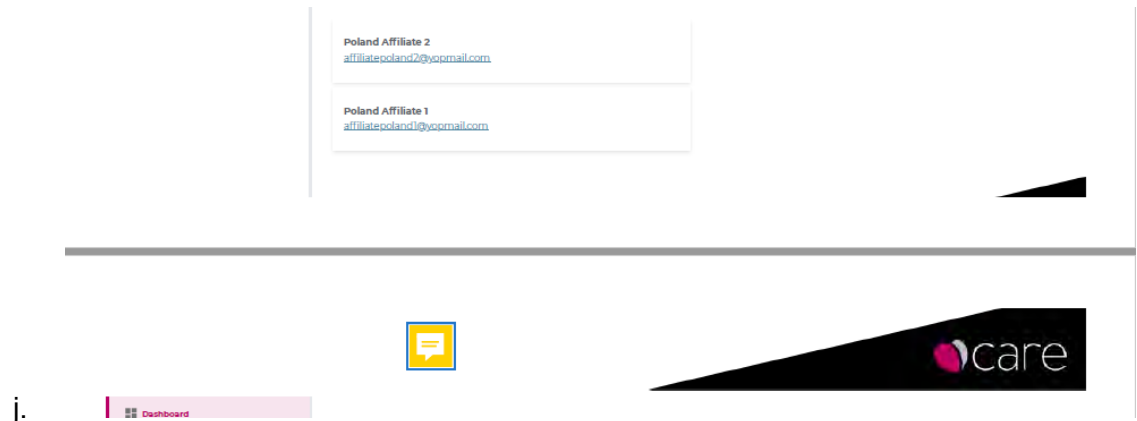 Poland Affiliate 2
affiliatepoland2@yopmail.com
Poland Affiliate 1
affiliatepoland1@yopmail.com
care
i.
Dashboard